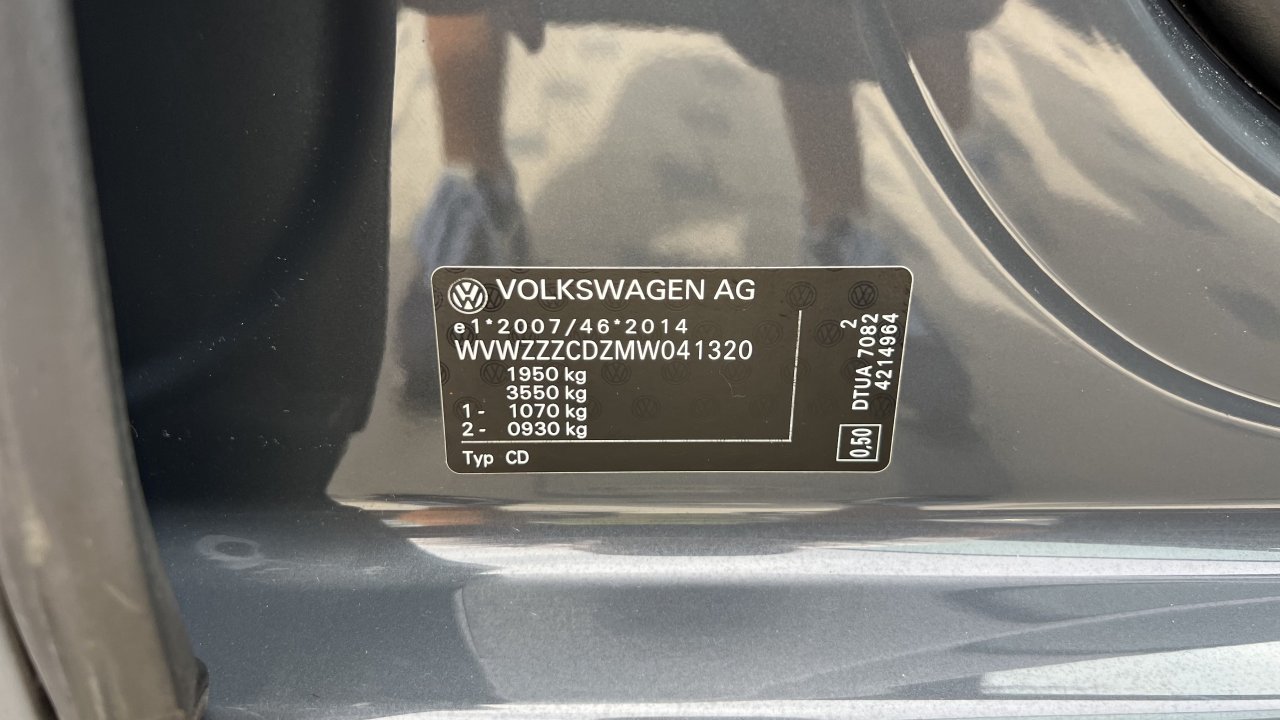 VOLKSWAGEN AG
e1*2007/46*2014
WVWZZZCDZMW041320
1950 kg
3550 kg
1- 1070 kg
2- 0930 kg
Typ CD
2
DTUA 7082
4214964
0,50